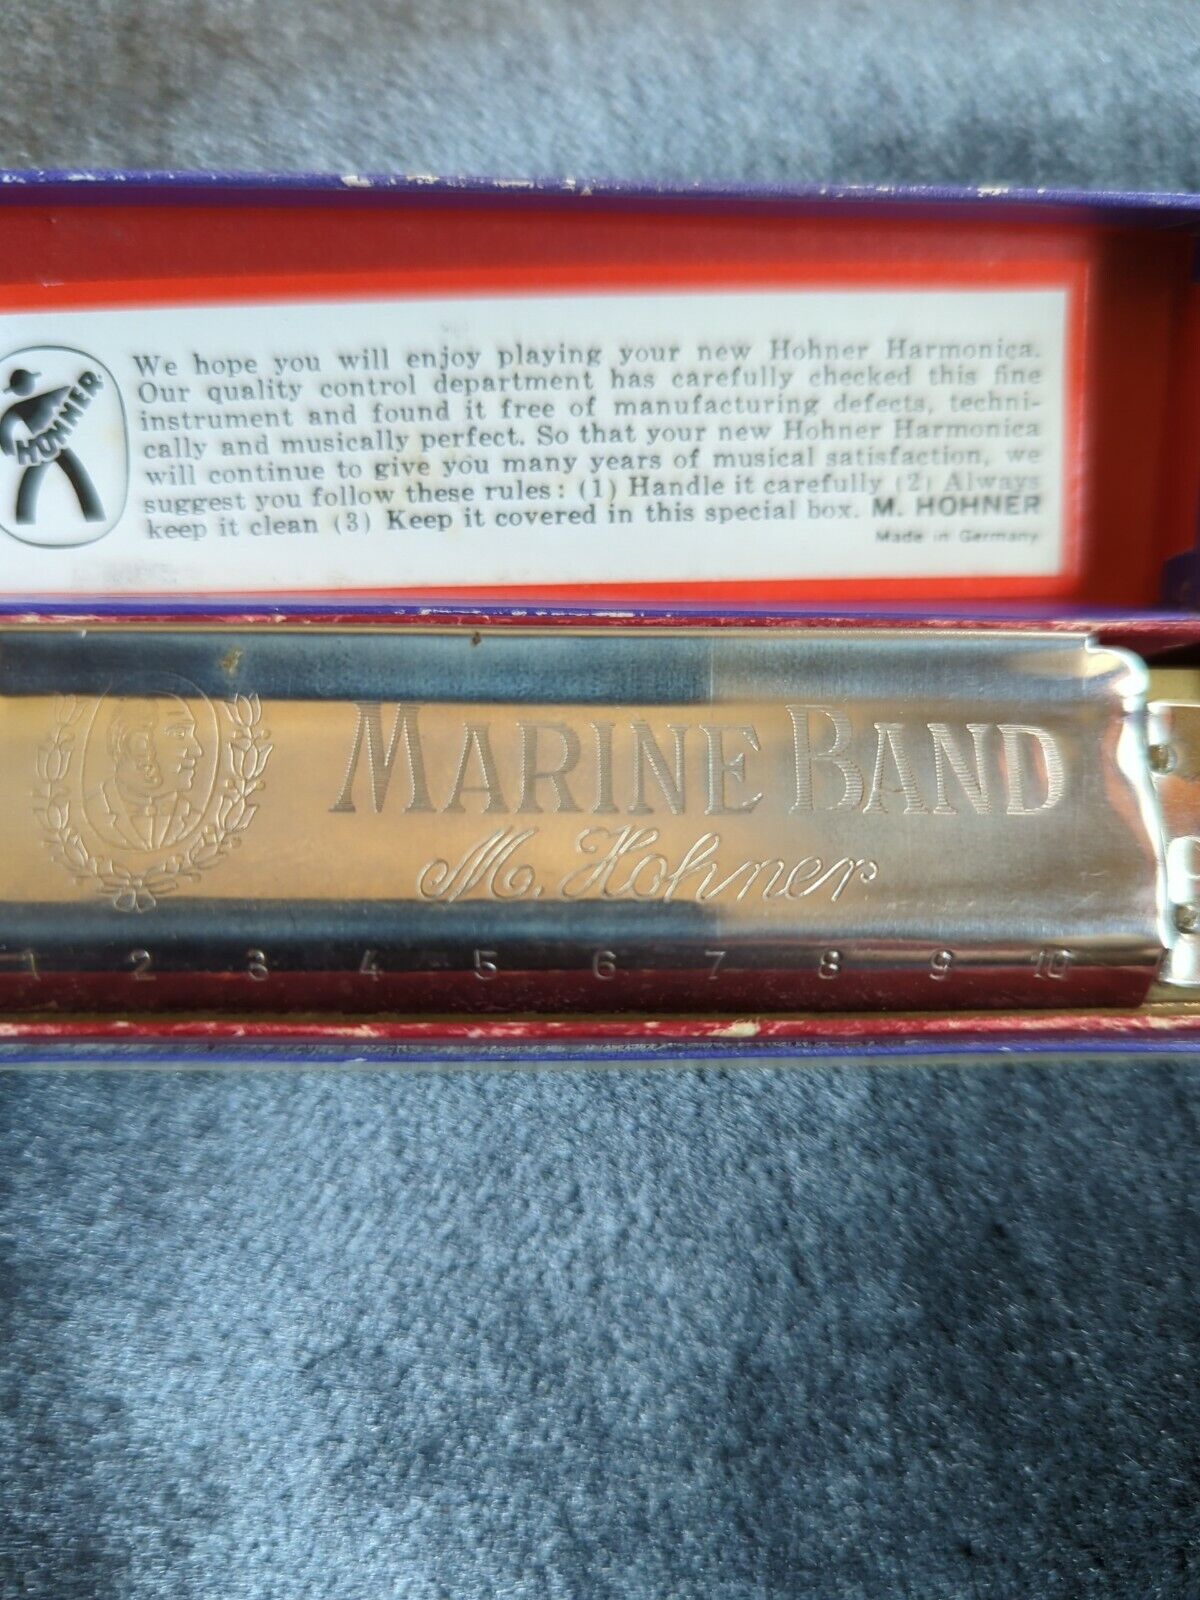 HOHNER
We hope you will enjoy playing your new Hohner Harmonica.
Our quality control department has carefully checked this fine
instrument and found it free of manufacturing defects, techni-
cally and musically perfect. So that your new Hohner Harmonica
will continue to give you many years of musical satisfaction, we
suggest you follow these rules: (1) Handle it carefully (2) Always
keep it clean (3) Keep it covered in this special box. M. HOHNER
Made in Germany
MARINE BAND
M. Hohner
1 2 3 4 5 6 7 8 9 10